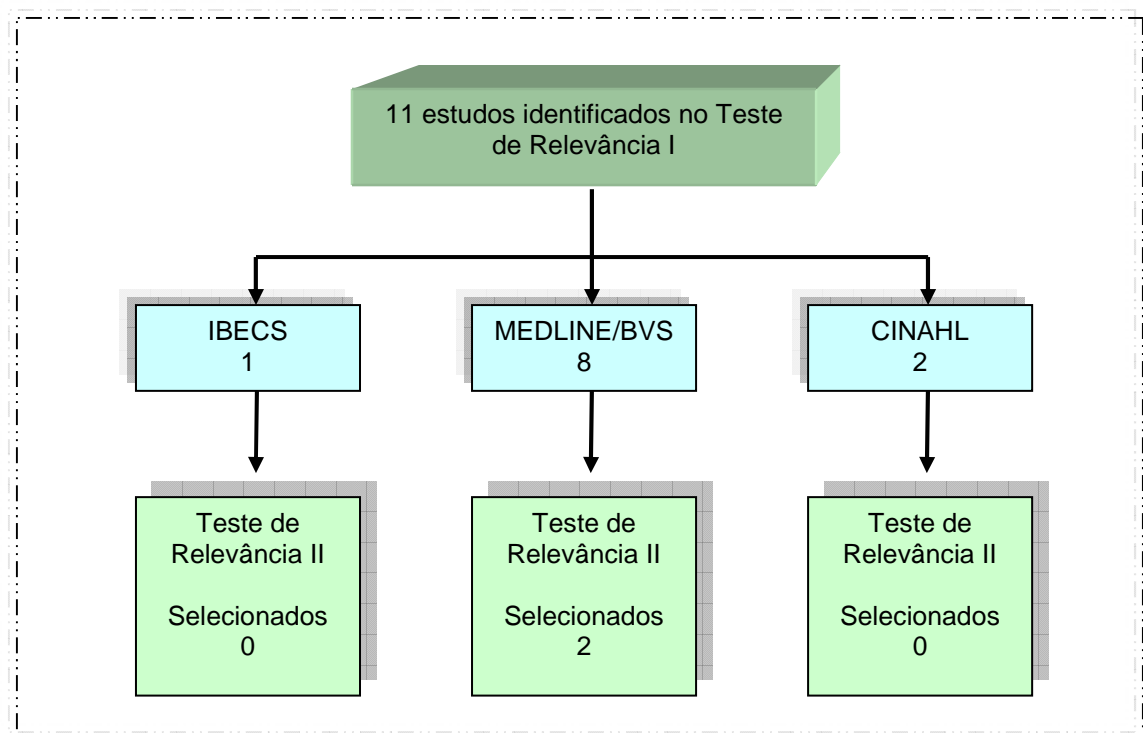 11 estudos identificados no Teste
de Relevância I
IBECS
1
MEDLINE/BVS
8
CINAHL
2
Teste de
Relevância II
Selecionados
0
Teste de
Relevância II
Selecionados
2
Teste de
Relevância II
Selecionados
0